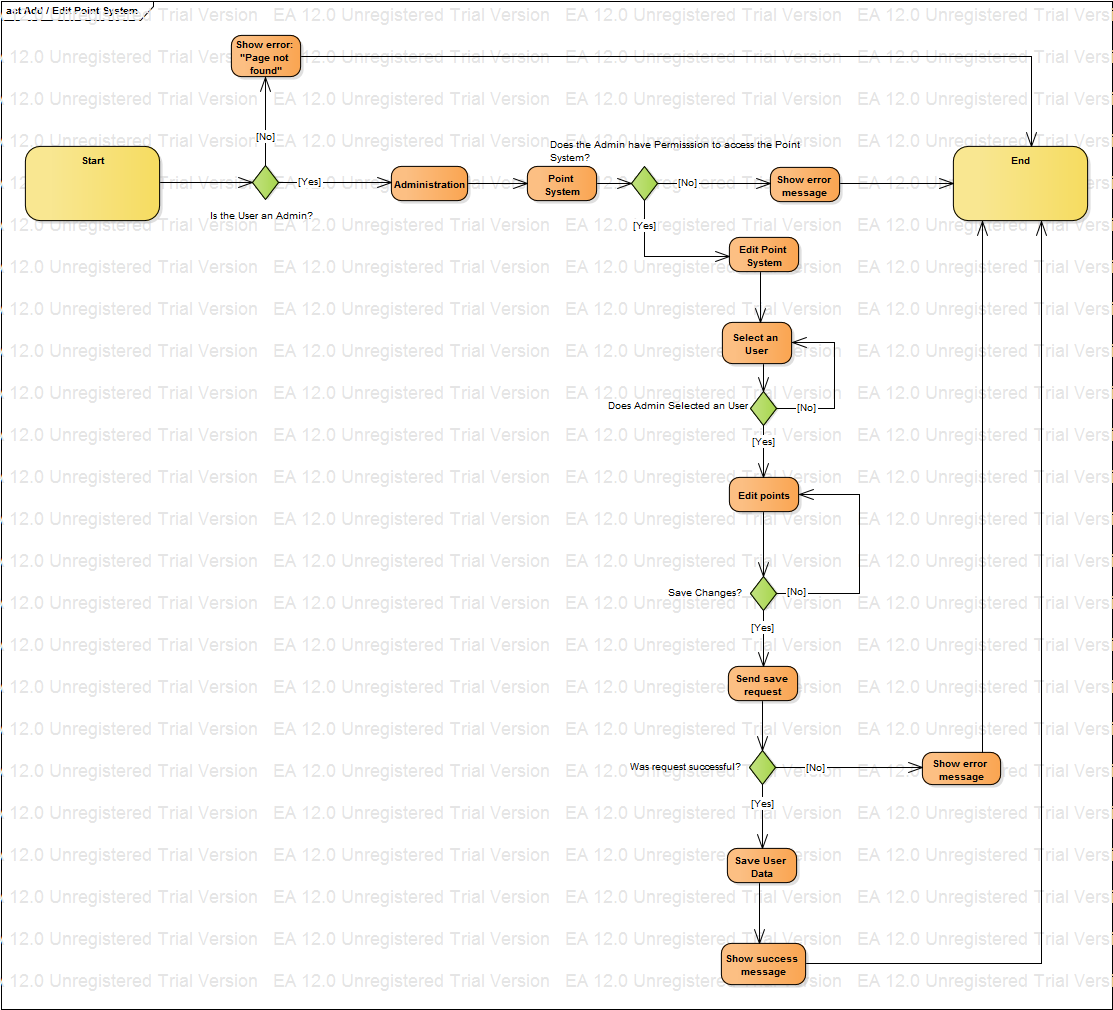 act Add / Edit Point System
Show error:
"Page not
found"
[No]
Start
Is the User an Admin?
[Yes]
Administration
Point
System
Does the Admin have Permisssion to access the Point
System?
[No]
Show error
message
End
[Yes]
Edit Point
System
Select an
User
Does Admin Selected an User
[No]
[Yes]
Edit points
Save Changes?
[No]
[Yes]
Send save
request
Was request successful?
[No]
Show error
message
[Yes]
Save User
Data
Show success
message
EA 12.0 Unregistered Trial Version